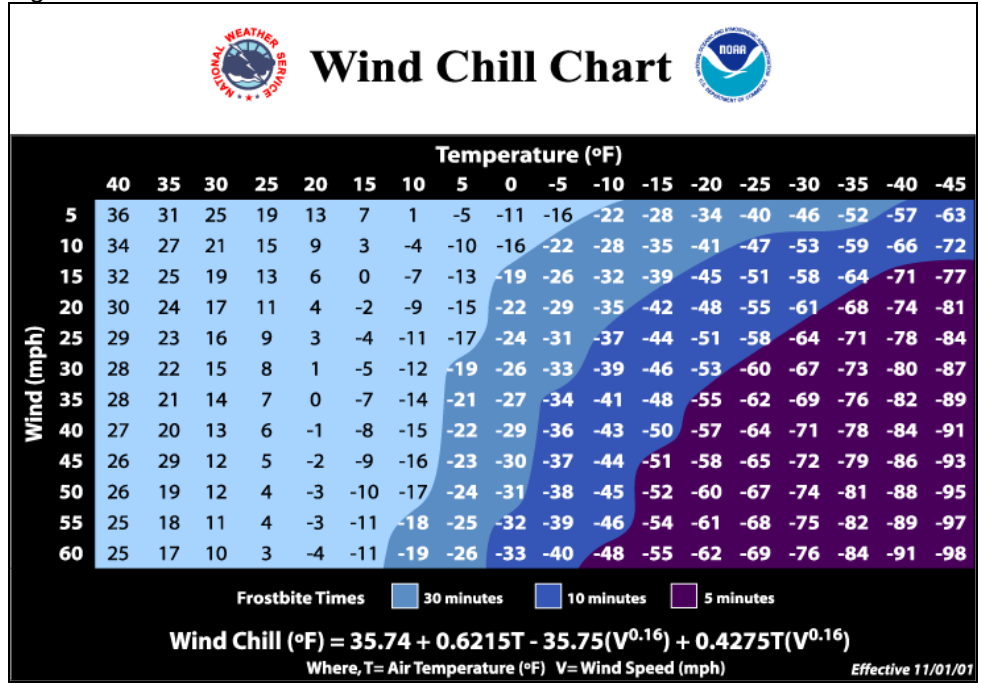 NATIONAL WEATHER SERVICE
Wind Chill Chart
NOAA
NATIONAL OCEANIC AND ATMOSPHERIC ADMINISTRATION
U.S. DEPARTMENT OF COMMERCE
Temperature (ºF)
40 35 30 25 20 15 10 5 0 -5 -10 -15 -20 -25 -30 -35 -40 -45
Wind (mph)
5 36 31 25 19 13 7 1 -5 -11 -16 -22 -28 -34 -40 -46 -52 -57 -63
10 34 27 21 15 9 3 -4 -10 -16 -22 -28 -35 -41 -47 -53 -59 -66 -72
15 32 25 19 13 6 0 -7 -13 -19 -26 -32 -39 -45 -51 -58 -64 -71 -77
20 30 24 17 11 4 -2 -9 -15 -22 -29 -35 -42 -48 -55 -61 -68 -74 -81
25 29 23 16 9 3 -4 -11 -17 -24 -31 -37 -44 -51 -58 -64 -71 -78 -84
30 28 22 15 8 1 -5 -12 -19 -26 -33 -39 -46 -53 -60 -67 -73 -80 -87
35 28 21 14 7 0 -7 -14 -21 -27 -34 -41 -48 -55 -62 -69 -76 -82 -89
40 27 20 13 6 -1 -8 -15 -22 -29 -36 -43 -50 -57 -64 -71 -78 -84 -91
45 26 29 12 5 -2 -9 -16 -23 -30 -37 -44 -51 -58 -65 -72 -79 -86 -93
50 26 19 12 4 -3 -10 -17 -24 -31 -38 -45 -52 -60 -67 -74 -81 -88 -95
55 25 18 11 4 -3 -11 -18 -25 -32 -39 -46 -54 -61 -68 -75 -82 -89 -97
60 25 17 10 3 -4 -11 -19 -26 -33 -40 -48 -55 -62 -69 -76 -84 -91 -98
Frostbite Times 30 minutes 10 minutes 5 minutes
Wind Chill (ºF) = 35.74 + 0.6215T - 35.75(V^0.16) + 0.4275T(V^0.16)
Where, T= Air Temperature (ºF) V= Wind Speed (mph)
Effective 11/01/01